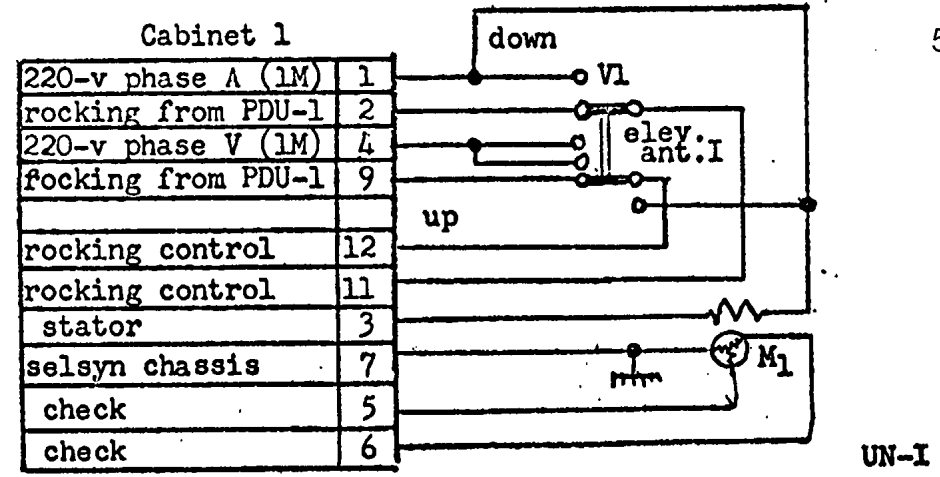 Cabinet 1
220-v phase A (1M) 1
rocking from PDU-1 2
220-v phase V (1M) 4
rocking from PDU-1 9
rocking control 12
rocking control 11
stator 3
selsyn chassis 7
check 5
check 6
down
V1
elev.
ant.I
up
M1
UN-I
5